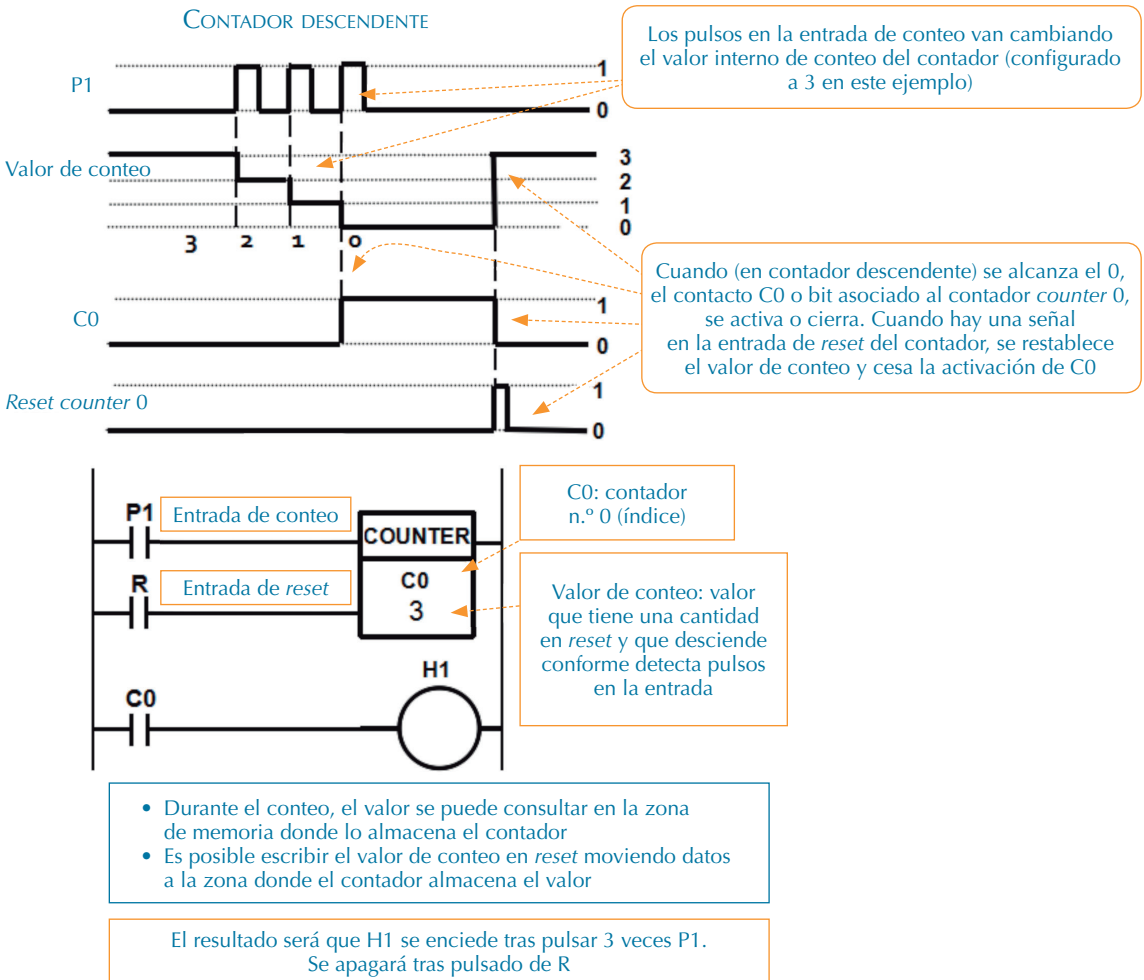 CONTADOR DESCENDENTE
Los pulsos en la entrada de conteo van cambiando
el valor interno de conteo del contador (configurado
a 3 en este ejemplo)
P1
1
0
Valor de conteo
3
2
1
0
3 2 1 0
Cuando (en contador descendente) se alcanza el 0,
el contacto C0 o bit asociado al contador counter 0,
se activa o cierra. Cuando hay una señal
en la entrada de reset del contador, se restablece
el valor de conteo y cesa la activación de C0
C0
1
0
Reset counter 0
1
0
P1
Entrada de conteo
COUNTER
C0: contador
n.º 0 (índice)
R
Entrada de reset
C0
3
Valor de conteo: valor
que tiene una cantidad
en reset y que desciende
conforme detecta pulsos
en la entrada
C0
H1
• Durante el conteo, el valor se puede consultar en la zona
de memoria donde lo almacena el contador
• Es posible escribir el valor de conteo en reset moviendo datos
a la zona donde el contador almacena el valor
El resultado será que H1 se enciede tras pulsar 3 veces P1.
Se apagará tras pulsado de R